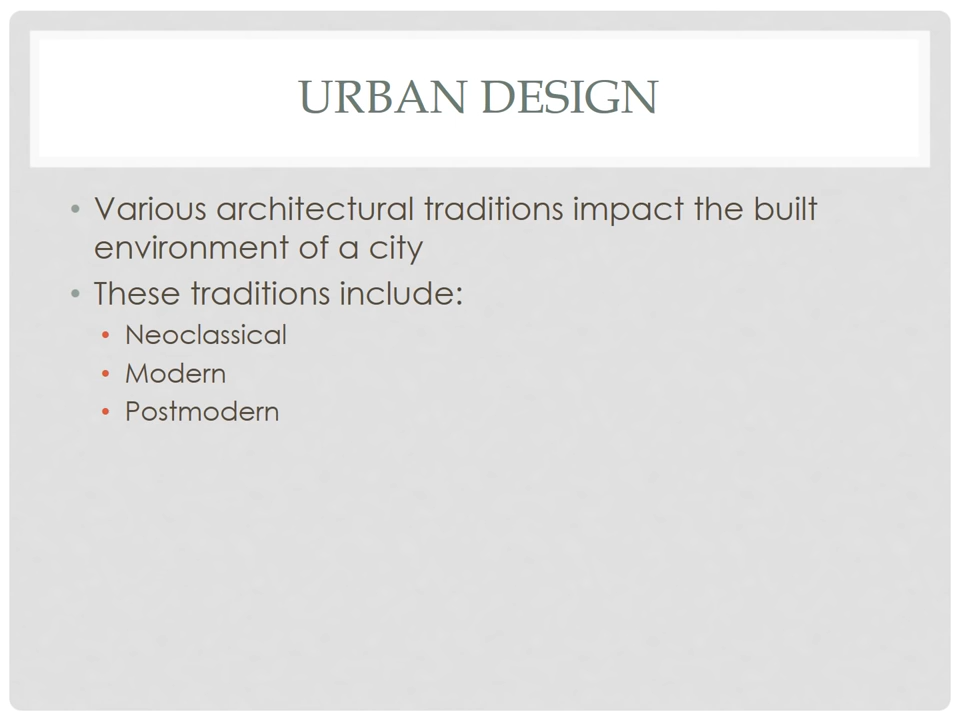 URBAN DESIGN
• Various architectural traditions impact the built
environment of a city
• These traditions include:
• Neoclassical
• Modern
• Postmodern